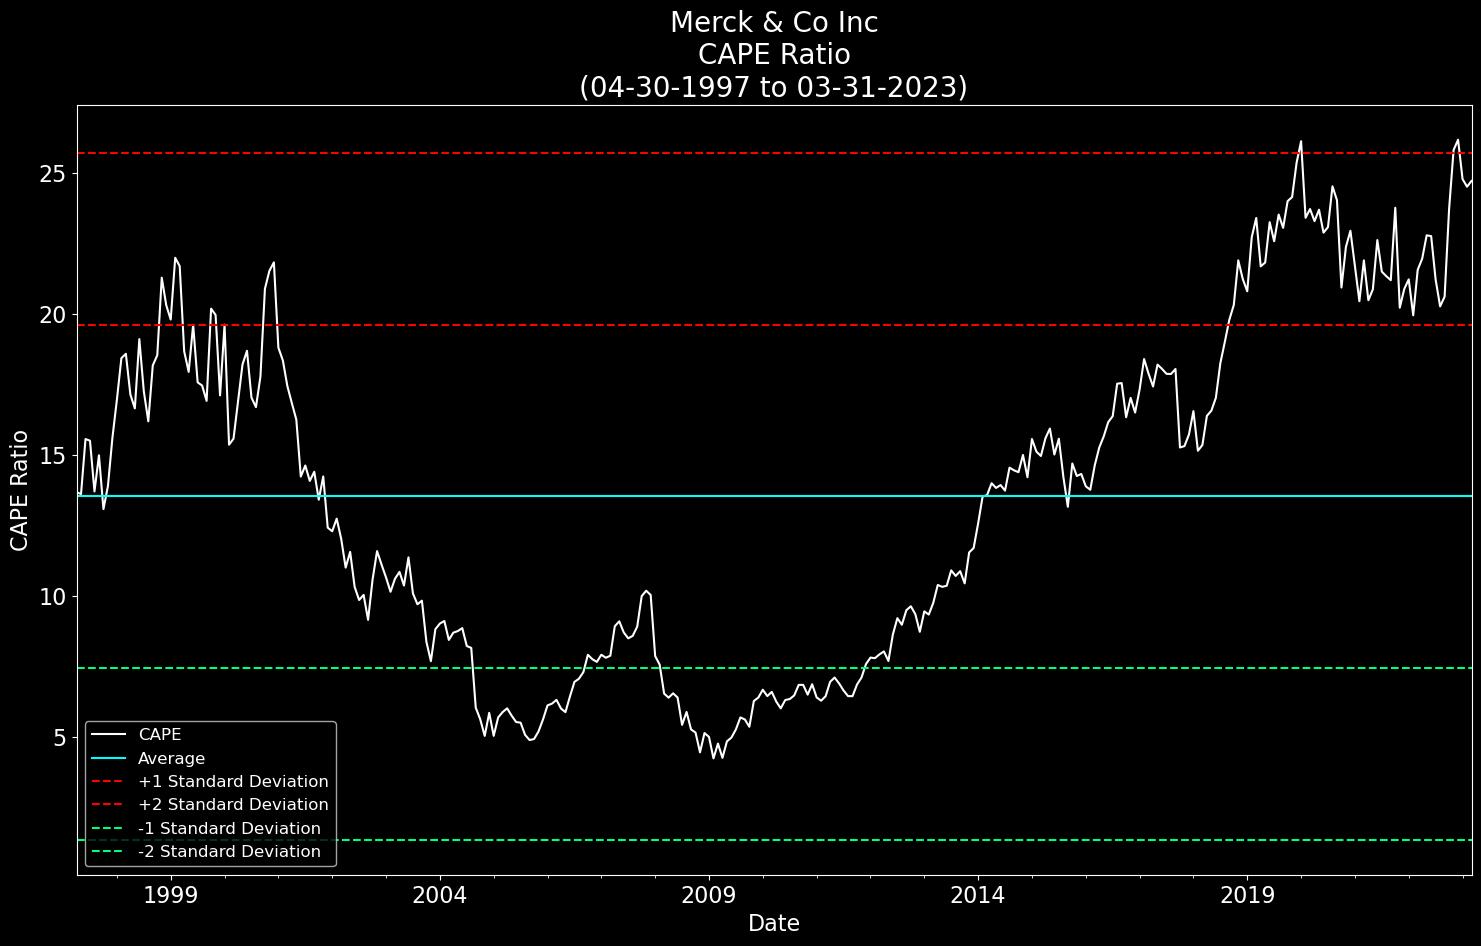 Merck & Co Inc
CAPE Ratio
(04-30-1997 to 03-31-2023)
25
20
15
10
5
CAPE Ratio
CAPE
Average
+1 Standard Deviation
+2 Standard Deviation
-1 Standard Deviation
-2 Standard Deviation
1999
2004
2009
2014
2019
Date